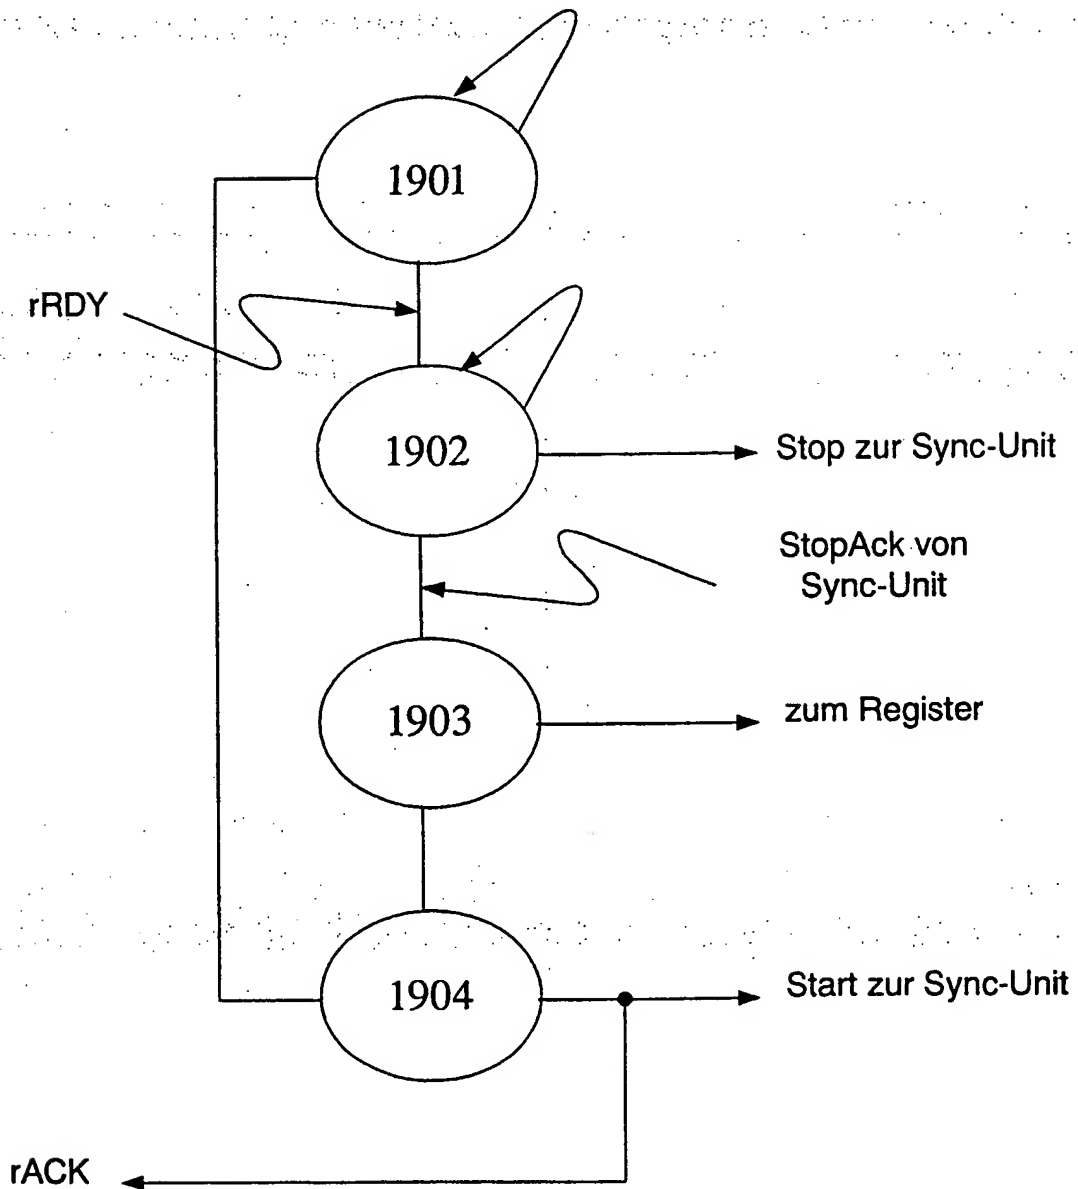 1901
rRDY
1902
Stop zur Sync-Unit
StopAck von
Sync-Unit
1903
zum Register
1904
Start zur Sync-Unit
rACK